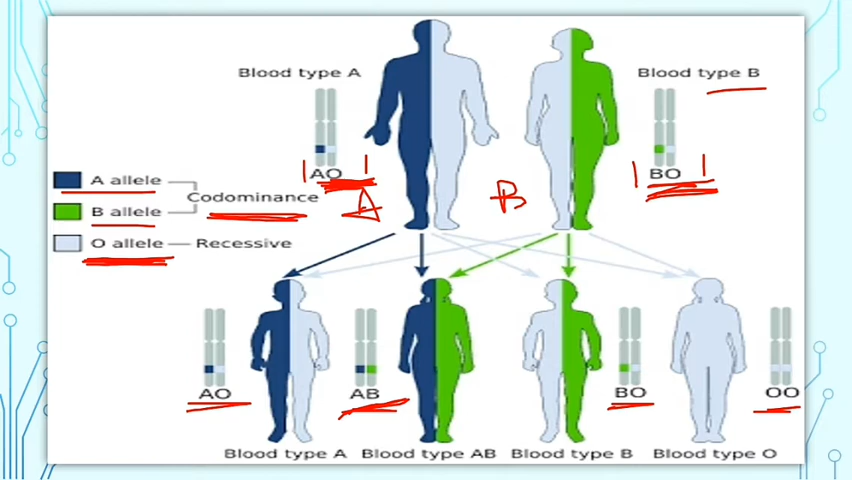 Blood type A
Blood type B
AO
BO
A allele
Codominance
B allele
O allele
Recessive
A
B
AO
AB
BO
OO
Blood type A
Blood type AB
Blood type B
Blood type O